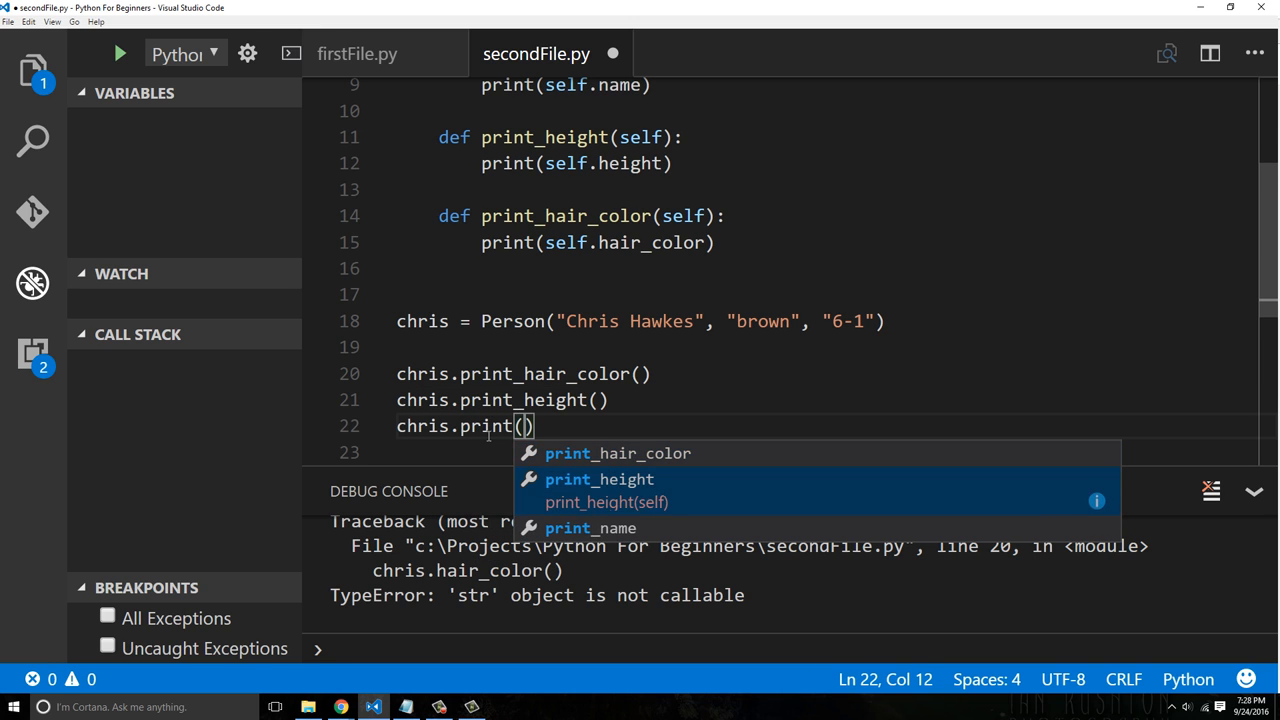 ● secondFile.py - Python For Beginners - Visual Studio Code
File Edit View Go Help
Pythor
firstFile.py
secondFile.py
1
VARIABLES
WATCH
CALL STACK
2
BREAKPOINTS
All Exceptions
Uncaught Exceptions
9 print(self.name)
10
11 def print_height(self):
12 print(self.height)
13
14 def print_hair_color(self):
15 print(self.hair_color)
16
17
18 chris = Person("Chris Hawkes", "brown", "6-1")
19
20 chris.print_hair_color()
21 chris.print_height()
22 chris.print()
23
print_hair_color
print_height
print_height(self)
print_name
DEBUG CONSOLE
Traceback (most re
File "c:\Projects\Python For Beginners\secondFile.py", line 20, in <module>
chris.hair_color()
TypeError: 'str' object is not callable
0 0
Ln 22, Col 12 Spaces: 4 UTF-8 CRLF Python
I'm Cortana. Ask me anything.
7:28 PM
9/24/2016